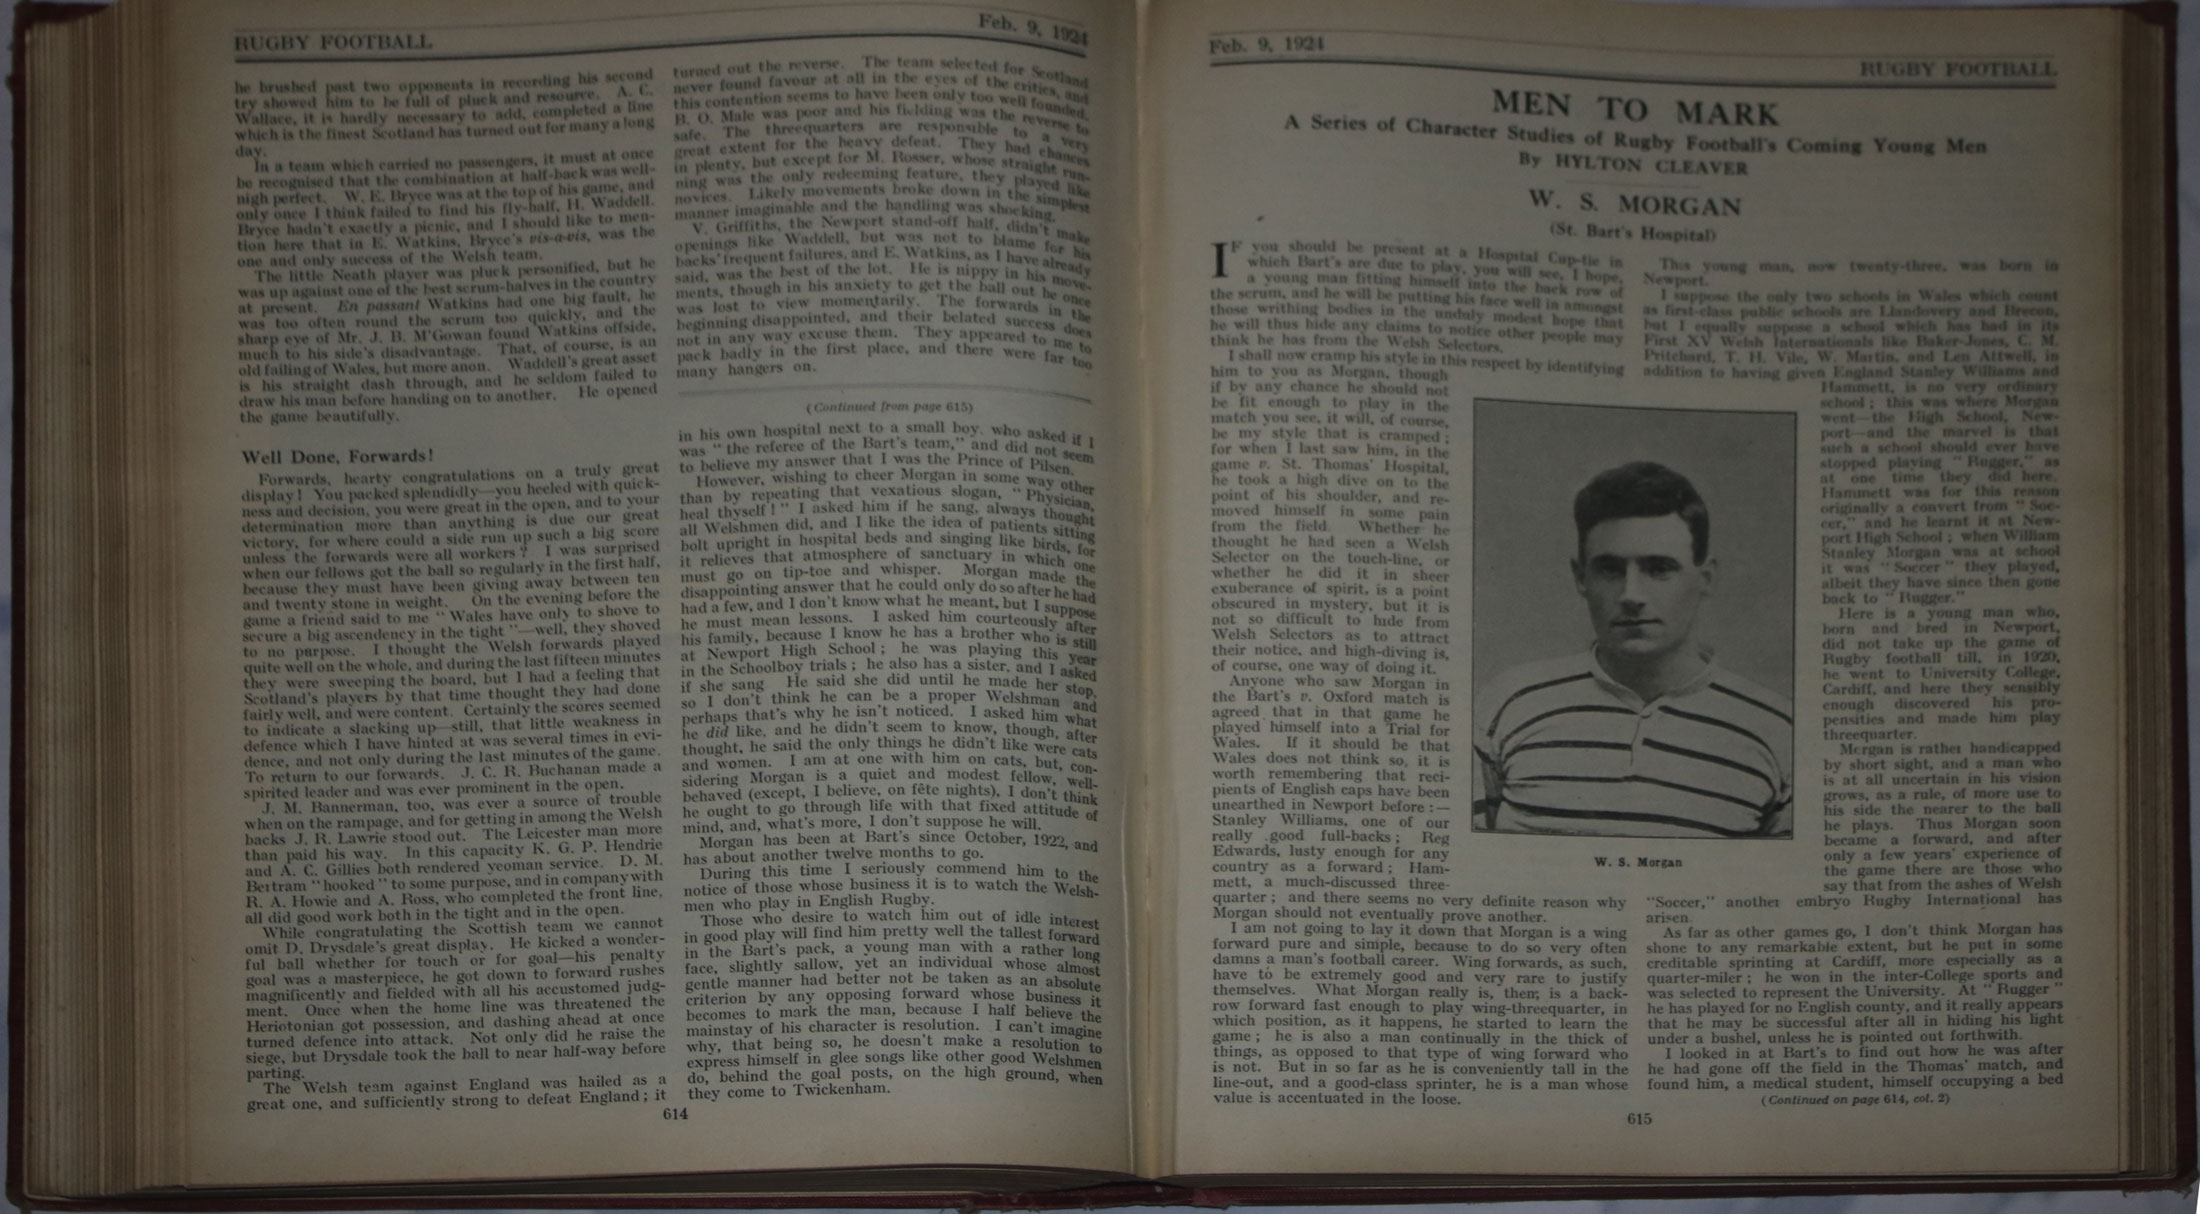 RUGBY FOOTBALL
Feb. 9, 1924
he brushed past two opponents in recording his second
try showed him to be full of pluck and resource. A. C.
Wallace, it is hardly necessary to add, completed a line
which is the finest Scotland has turned out for many a long
day.
In a team which carried no passengers, it must at once
be recognised that the combination at half-back was well-
nigh perfect. W. E. Bryce was at the top of his game, and
only once I think failed to find his fly-half, H. Waddell.
Bryce hadn't exactly a picnic, and I should like to men-
tion here that in E. Watkins, Bryce's vis-a-vis, was the
one and only success of the Welsh team.
The little Neath player was pluck personified, but he
was up against one of the best scrum-halves in the country
at present. En passant Watkins had one big fault, he
was too often round the scrum too quickly, and the
sharp eye of Mr. J. B. M'Gowan found Watkins offside,
much to his side's disadvantage. That, of course, is an
old failing of Wales, but more anon. Waddell's great asset
is his straight dash through, and he seldom failed to
draw his man before handing on to another. He opened
the game beautifully.
Well Done, Forwards!
Forwards, hearty congratulations on a truly great
display! You packed splendidly—you heeled with quick-
ness and decision, you were great in the open, and to your
determination more than anything is due our great
victory, for where could a side run up such a big score
unless the forwards were all workers? I was surprised
when our fellows got the ball so regularly in the first half,
because they must have been giving away between ten
and twenty stone in weight. On the evening before the
game a friend said to me "Wales have only to shove to
secure a big ascendency in the tight"—well, they shoved
to no purpose. I thought the Welsh forwards played
quite well on the whole, and during the last fifteen minutes
they were sweeping the board, but I had a feeling that
Scotland's players by that time thought they had done
fairly well, and were content. Certainly the scores seemed
to indicate a slacking up—still, that little weakness in
defence which I have hinted at was several times in evi-
dence, and not only during the last minutes of the game.
To return to our forwards. J. C. R. Buchanan made a
spirited leader and was ever prominent in the open.
J. M. Bannerman, too, was ever a source of trouble
when on the rampage, and for getting in among the Welsh
backs J. R. Lawrie stood out. The Leicester man more
than paid his way. In this capacity K. G. P. Hendrie
and A. C. Gillies both rendered yeoman service. D. M.
Bertram "hooked" to some purpose, and in company with
R. A. Howie and A. Ross, who completed the front line,
all did good work both in the tight and in the open.
While congratulating the Scottish team we cannot
omit D. Drysdale's great display. He kicked a wonder-
ful ball whether for touch or for goal—his penalty
goal was a masterpiece, he got down to forward rushes
magnificently and fielded with all his accustomed judg-
ment. Once when the home line was threatened the
Heriotonian got possession, and dashing ahead at once
turned defence into attack. Not only did he raise the
siege, but Drysdale took the ball to near half-way before
parting.
The Welsh team against England was hailed as a
great one, and sufficiently strong to defeat England; it
turned out the reverse. The team selected for Scotland
never found favour at all in the eyes of the critics, and
this contention seems to have been only too well founded.
B. O. Male was poor and his fielding was the reverse to
safe. The threequarters are responsible to a very
great extent for the heavy defeat. They had chances
in plenty, but except for M. Rosser, whose straight run-
ning was the only redeeming feature, they played like
novices. Likely movements broke down in the simplest
manner imaginable and the handling was shocking.
V. Griffiths, the Newport stand-off half, didn't make
openings like Waddell, but was not to blame for his
backs' frequent failures, and E. Watkins, as I have already
said, was the best of the lot. He is nippy in his move-
ments, though in his anxiety to get the ball out he once
was lost to view momentarily. The forwards in the
beginning disappointed, and their belated success does
not in any way excuse them. They appeared to me to
pack badly in the first place, and there were far too
many hangers on.
(Continued from page 615)
in his own hospital next to a small boy, who asked if I
was "the referee of the Bart's team," and did not seem
to believe my answer that I was the Prince of Pilsen.
However, wishing to cheer Morgan in some way other
than by repeating that vexatious slogan, "Physician,
heal thyself!" I asked him if he sang, always thought
all Welshmen did, and I like the idea of patients sitting
bolt upright in hospital beds and singing like birds, for
it relieves that atmosphere of sanctuary in which one
must go on tip-toe and whisper. Morgan made the
disappointing answer that he could only do so after he had
had a few, and I don't know what he meant, but I suppose
he must mean lessons. I asked him courteously after
his family, because I know he has a brother who is still
at Newport High School; he was playing this year
in the Schoolboy trials; he also has a sister, and I asked
if she sang He said she did until he made her stop,
so I don't think he can be a proper Welshman and
perhaps that's why he isn't noticed. I asked him what
he did like, and he didn't seem to know, though, after
thought, he said the only things he didn't like were cats
and women. I am at one with him on cats, but, con-
sidering Morgan is a quiet and modest fellow, well-
behaved (except, I believe, on fête nights), I don't think
he ought to go through life with that fixed attitude of
mind, and, what's more, I don't suppose he will.
Morgan has been at Bart's since October, 1922, and
has about another twelve months to go.
During this time I seriously commend him to the
notice of those whose business it is to watch the Welsh-
men who play in English Rugby.
Those who desire to watch him out of idle interest
in good play will find him pretty well the tallest forward
in the Bart's pack, a young man with a rather long
face, slightly sallow, yet an individual whose almost
gentle manner had better not be taken as an absolute
criterion by any opposing forward whose business it
becomes to mark the man, because I half believe the
mainstay of his character is resolution. I can't imagine
why, that being so, he doesn't make a resolution to
express himself in glee songs like other good Welshmen
do, behind the goal posts, on the high ground, when
they come to Twickenham.
614
Feb. 9, 1924
RUGBY FOOTBALL
MEN TO MARK
A Series of Character Studies of Rugby Football's Coming Young Men
By HYLTON CLEAVER
W. S. MORGAN
(St. Bart's Hospital)
IF you should be present at a Hospital Cup-tie in
which Bart's are due to play, you will see, I hope,
a young man fitting himself into the back row of
the scrum, and he will be putting his face well in amongst
those writhing bodies in the unduly modest hope that
he will thus hide any claims to notice other people may
think he has from the Welsh Selectors.
I shall now cramp his style in this respect by identifying
him to you as Morgan, though
if by any chance he should not
be fit enough to play in the
match you see, it will, of course,
be my style that is cramped;
for when I last saw him, in the
game v. St. Thomas' Hospital,
he took a high dive on to the
point of his shoulder, and re-
moved himself in some pain
from the field. Whether he
thought he had seen a Welsh
Selector on the touch-line, or
whether he did it in sheer
exuberance of spirit, is a point
obscured in mystery, but it is
not so difficult to hide from
Welsh Selectors as to attract
their notice, and high-diving is,
of course, one way of doing it.
Anyone who saw Morgan in
the Bart's v. Oxford match is
agreed that in that game he
played himself into a Trial for
Wales. If it should be that
Wales does not think so, it is
worth remembering that reci-
pients of English caps have been
unearthed in Newport before:—
Stanley Williams, one of our
really good full-backs; Reg
Edwards, lusty enough for any
country as a forward; Ham-
mett, a much-discussed three-
quarter; and there seems no very definite reason why
Morgan should not eventually prove another.
I am not going to lay it down that Morgan is a wing
forward pure and simple, because to do so very often
damns a man's football career. Wing forwards, as such,
have to be extremely good and very rare to justify
themselves. What Morgan really is, then, is a back-
row forward fast enough to play wing-threequarter, in
which position, as it happens, he started to learn the
game; he is also a man continually in the thick of
things, as opposed to that type of wing forward who
is not. But in so far as he is conveniently tall in the
line-out, and a good-class sprinter, he is a man whose
value is accentuated in the loose.
This young man, now twenty-three, was born in
Newport.
I suppose the only two schools in Wales which count
as first-class public schools are Llandovery and Brecon,
but I equally suppose a school which has had in its
First XV Welsh Internationals like Baker-Jones, C. M.
Pritchard, T. H. Vile, W. Martin, and Len Attwell, in
addition to having given England Stanley Williams and
Hammett, is no very ordinary
school; this was where Morgan
went—the High School, New-
port—and the marvel is that
such a school should ever have
stopped playing "Rugger," as
at one time they did here.
Hammett was for this reason
originally a convert from "Soc-
cer," and he learnt it at New-
port High School; when William
Stanley Morgan was at school
it was "Soccer" they played,
albeit they have since then gone
back to "Rugger."
Here is a young man who,
born and bred in Newport,
did not take up the game of
Rugby football till, in 1920,
he went to University College,
Cardiff, and here they sensibly
enough discovered his pro-
pensities and made him play
threequarter.
Morgan is rather handicapped
by short sight, and a man who
is at all uncertain in his vision
grows, as a rule, of more use to
his side the nearer to the ball
he plays. Thus Morgan soon
became a forward, and after
only a few years' experience of
the game there are those who
say that from the ashes of Welsh
"Soccer," another embryo Rugby International has
arisen.
As far as other games go, I don't think Morgan has
shone to any remarkable extent, but he put in some
creditable sprinting at Cardiff, more especially as a
quarter-miler; he won in the inter-College sports and
was selected to represent the University. At "Rugger"
he has played for no English county, and it really appears
that he may be successful after all in hiding his light
under a bushel, unless he is pointed out forthwith.
I looked in at Bart's to find out how he was after
he had gone off the field in the Thomas' match, and
found him, a medical student, himself occupying a bed
(Continued on page 614, col. 2)
W. S. Morgan
615